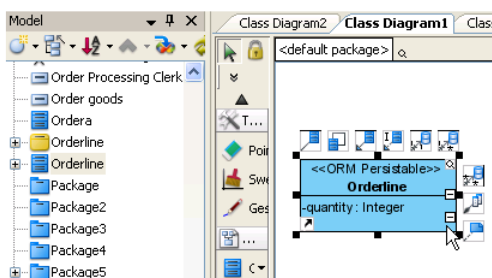 Model
Class Diagram2
Class Diagram1
Clas
<default package>
Order Processing Clerk
Order goods
Ordera
Orderline
Orderline
Package
Package2
Package3
Package4
Package5
T...
Poi
Swe
Ges
...
C
<<ORM Persistable>>
Orderline
-quantity : Integer